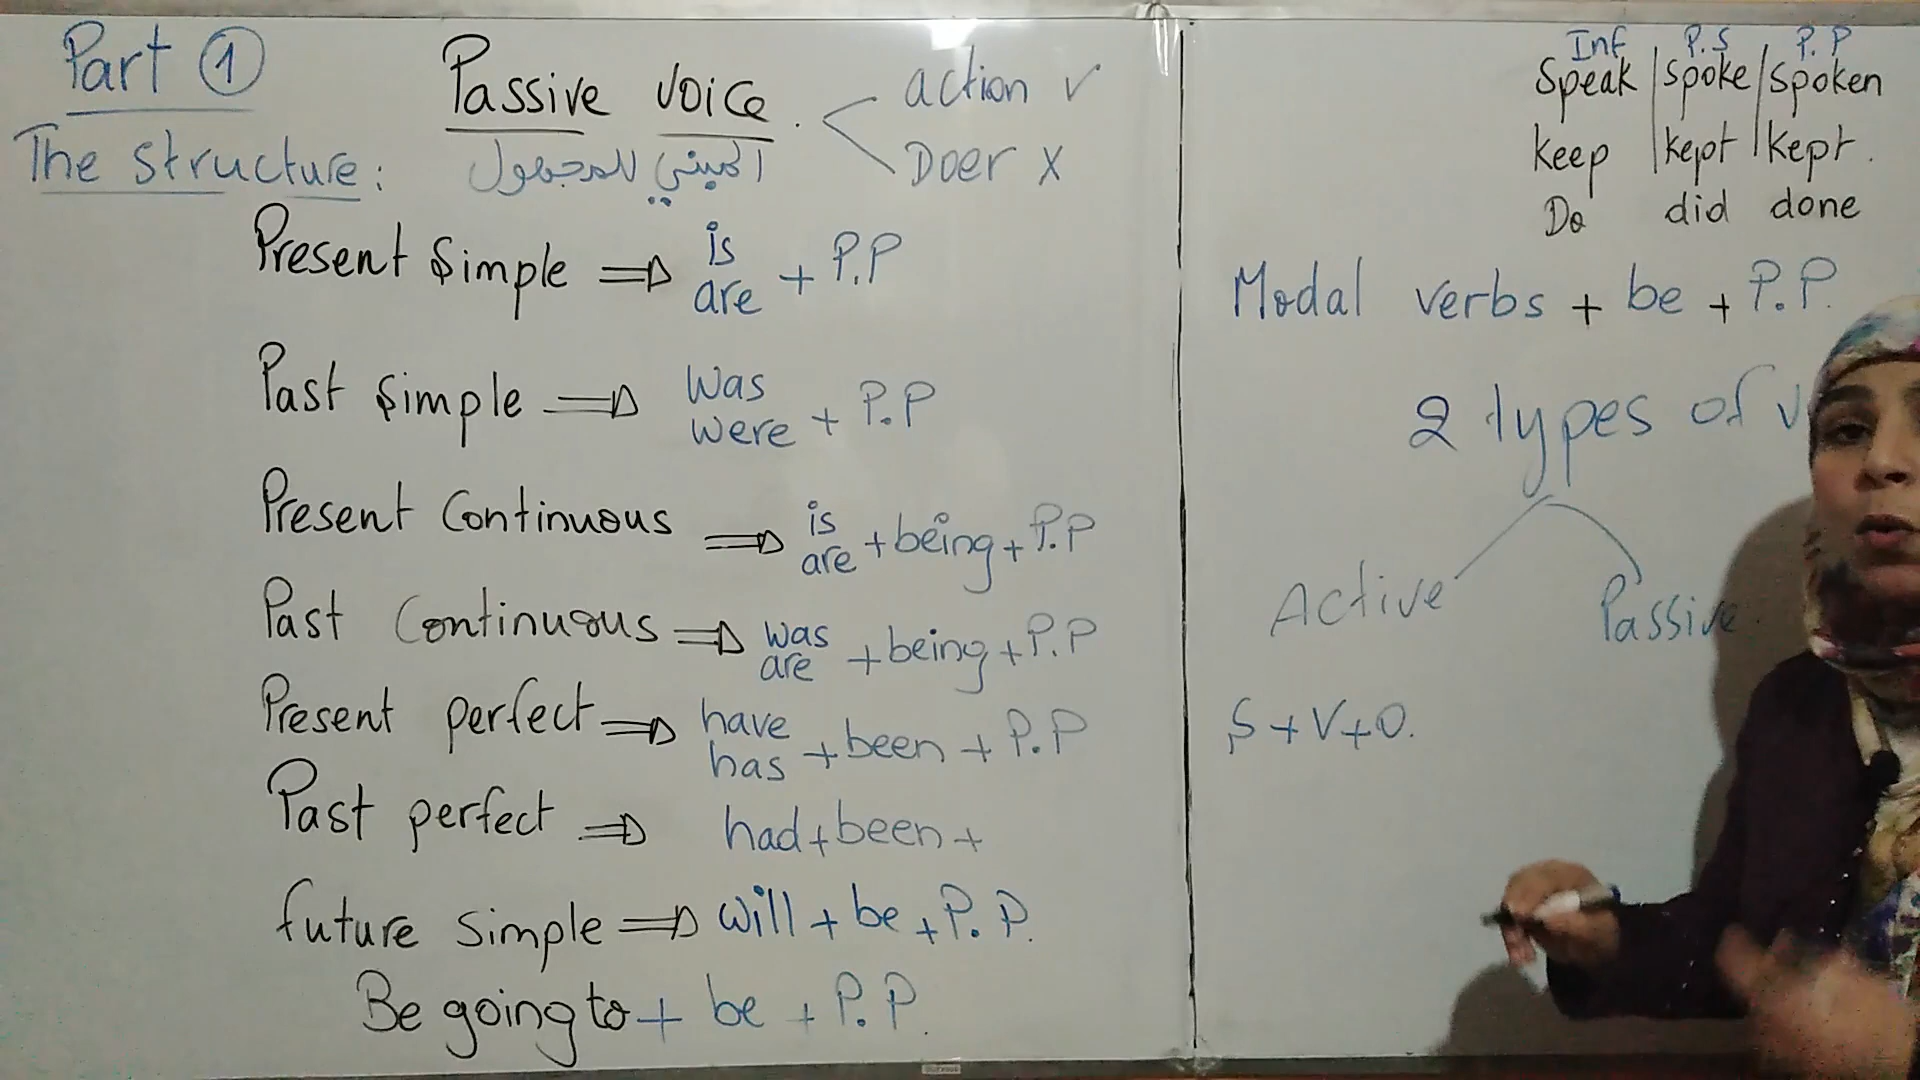 Part 1
The structure:
Passive voice.
المبني للمجهول
action ✓
Doer X
Present Simple ⇒ is are + P.P
Past Simple ⇒ was were + P.P
Present Continuous ⇒ is are + being + P.P
Past Continuous ⇒ was are + being + P.P
Present perfect ⇒ have has + been + P.P
Past perfect ⇒ had + been +
future simple ⇒ will + be + P.P.
Be going to + be + P.P.
Inf P.S P.P
Speak | spoke | spoken
keep | kept | kept.
Do did done
Modal verbs + be + P.P.
2 types of
Active Passive.
S + V + O.